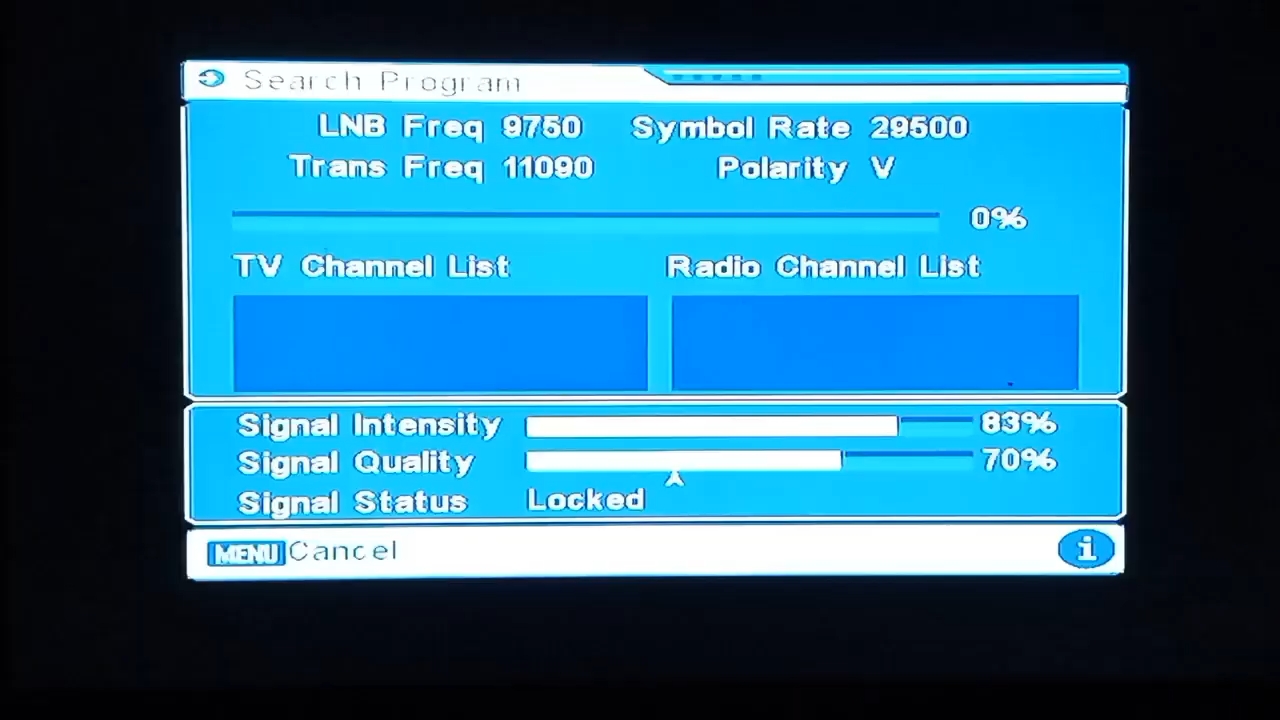 Search Program
LNB Freq 9750 Symbol Rate 29500
Trans Freq 11090 Polarity V
0%
TV Channel List Radio Channel List
Signal Intensity 83%
Signal Quality 70%
Signal Status Locked
MENU Cancel i